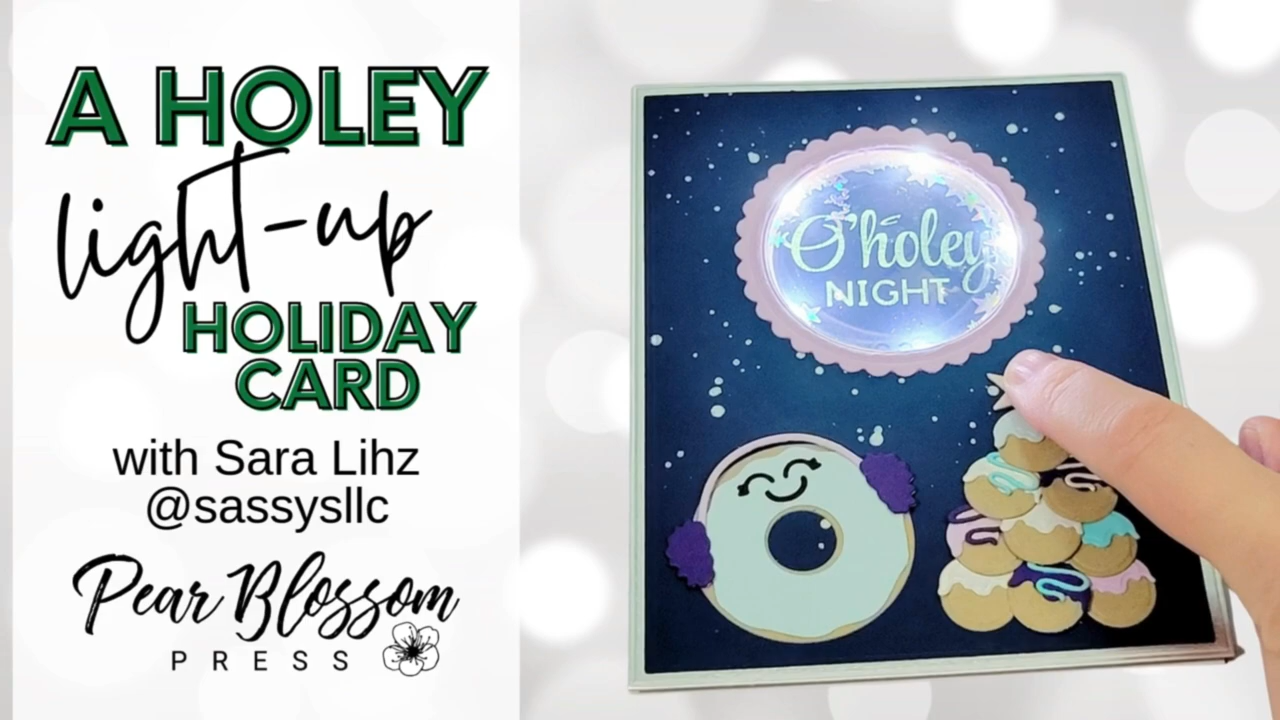 A HOLEY
light-up
HOLIDAY
CARD
with Sara Lihz
@sassysllc
Pear Blossom
PRESS
O'holey
NIGHT